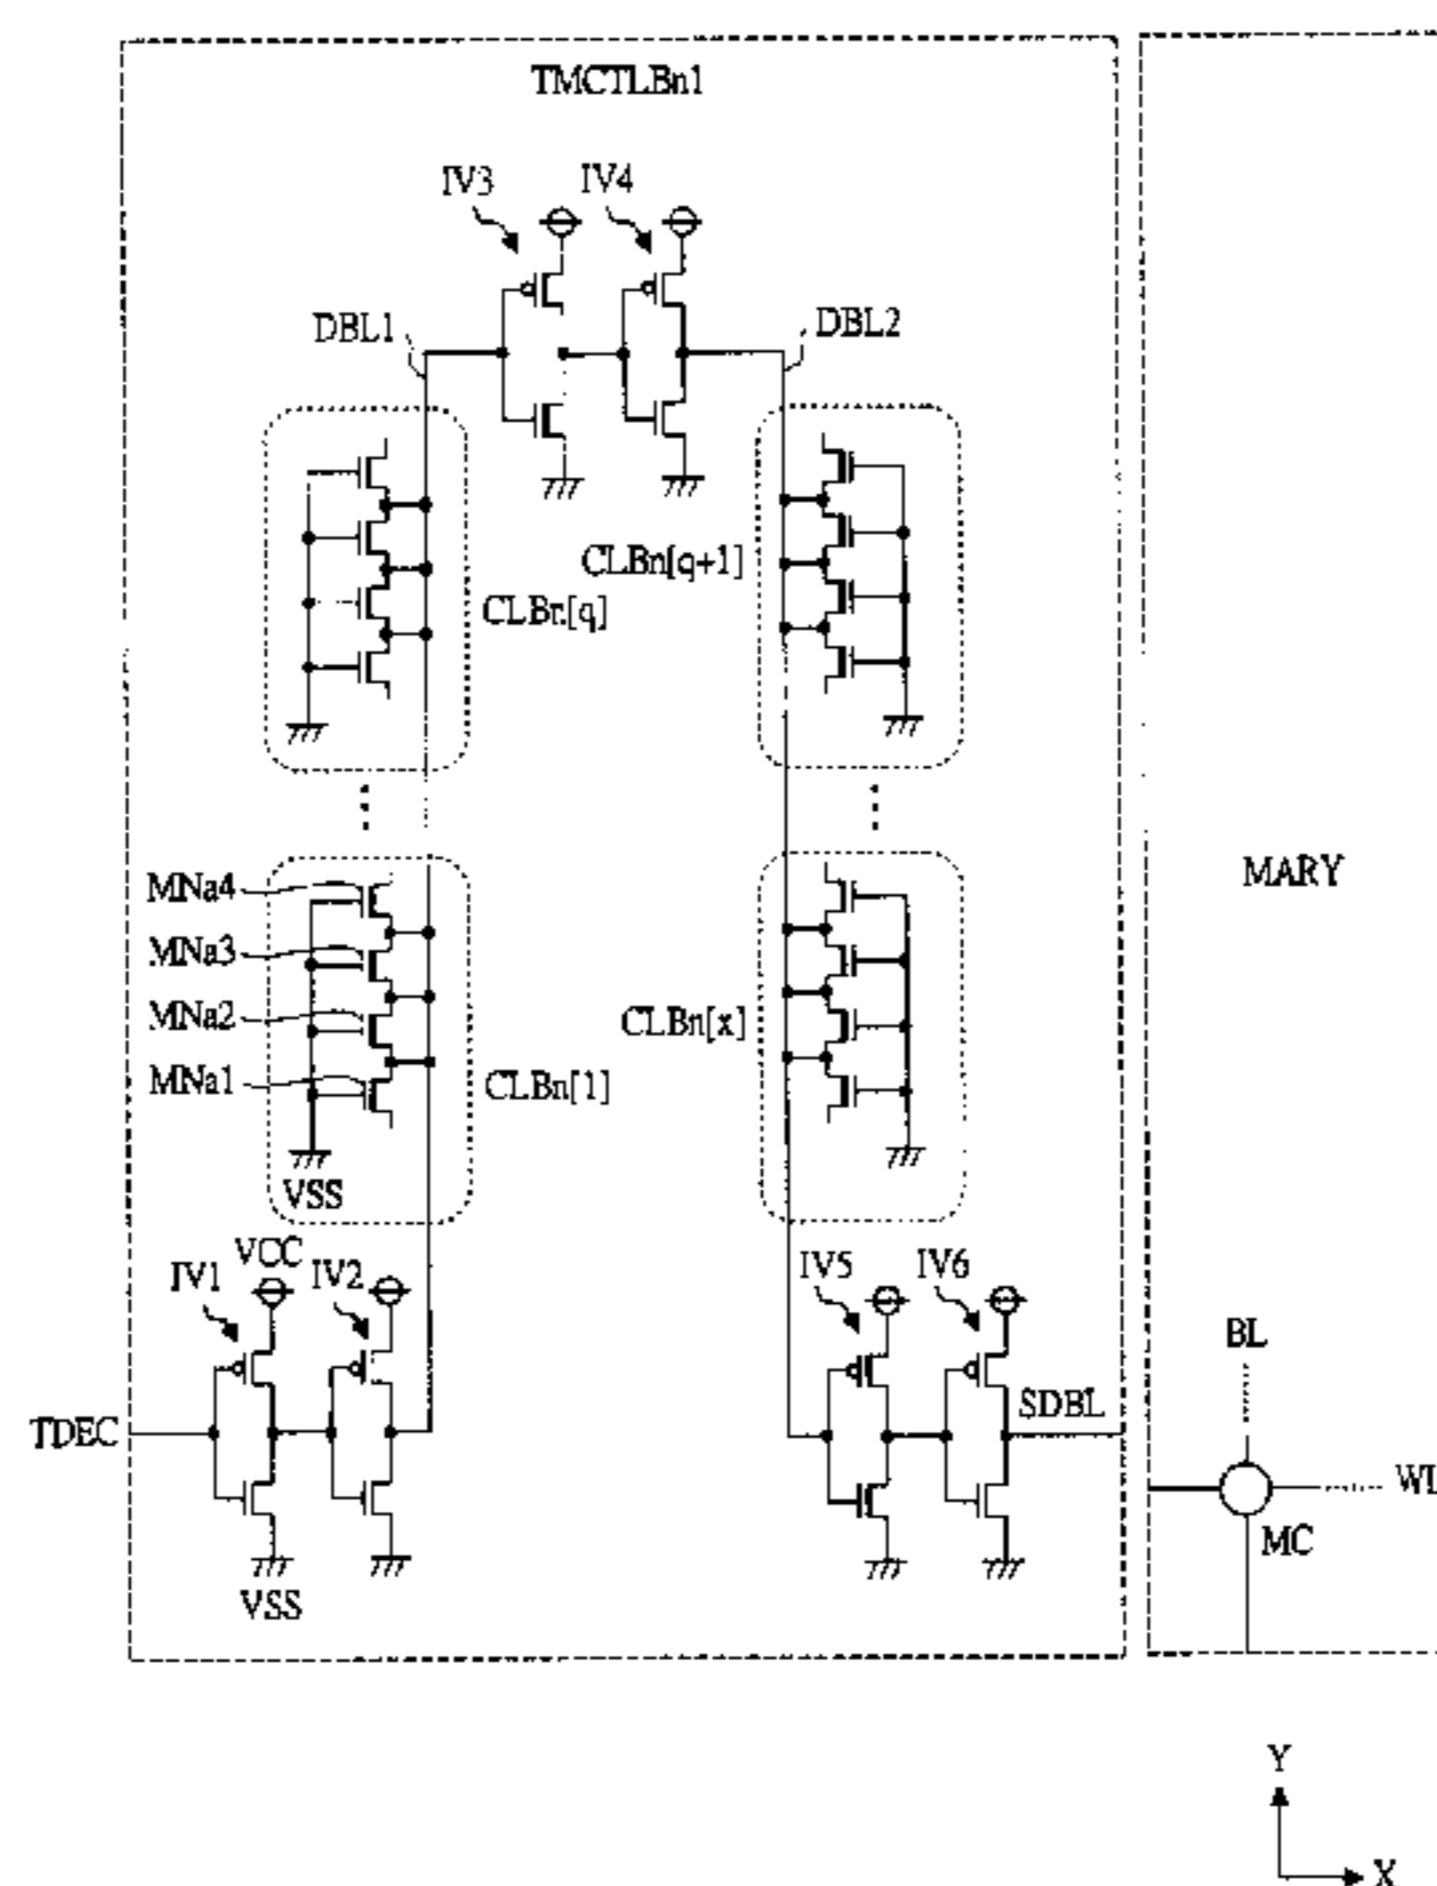 TMCTLBn1
IV3 IV4
DBL1 DBL2
CLBn[q+1]
CLBn[q]
MNa4
MARY
MNa3
MNa2 CLBn[x]
MNa1 CLBn[1]
VSS
VCC
IV1 IV2 IV5 IV6
BL
SDBL
TDEC
WL
MC
VSS
Y
X